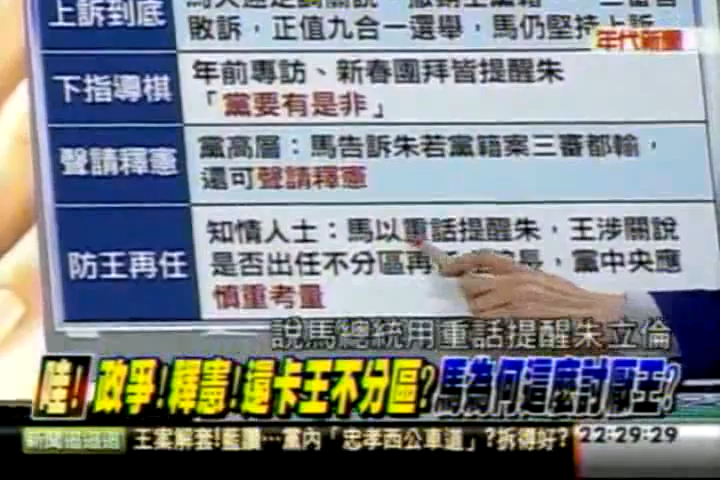 上訴到底
敗訴，正值九合一選舉，馬仍堅持上訴
年代新聞
下指導棋
年前專訪、新春團拜皆提醒朱
「黨要有是非」
聲請釋憲
黨高層：馬告訴朱若黨籍案三審都輸，
還可聲請釋憲
防王再任
知情人士：馬以重話提醒朱，王涉關說
是否出任不分區再 長，黨中央應
慎重考量
說馬總統用重話提醒朱立倫
哇！政爭！釋憲！還卡王不分區？馬為何這麼討厭王？
新聞追追追
王案解套！藍讚…黨內「忠孝西公車道」？拆得好？
22:29:29